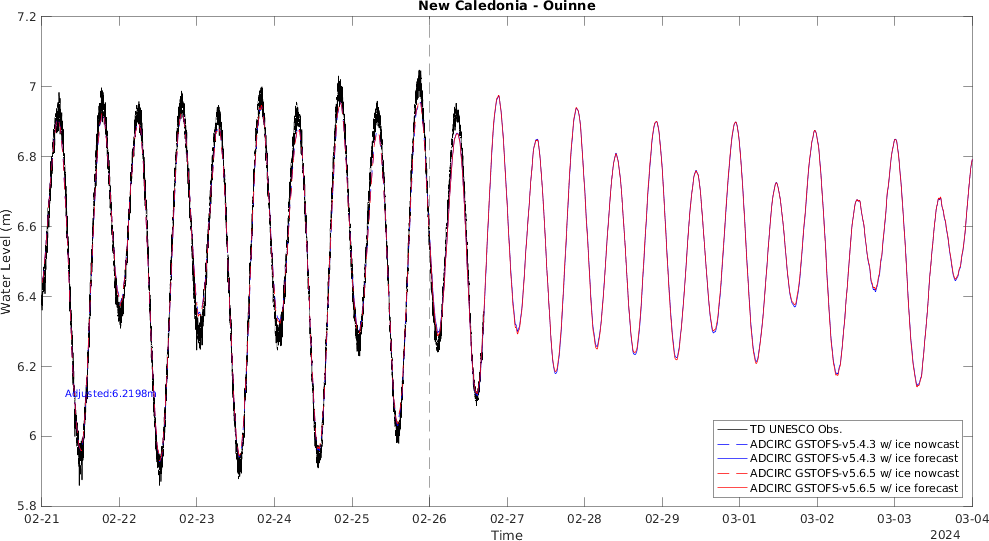 New Caledonia - Ouinne
7.2
7
6.8
6.6
6.4
6.2
6
5.8
Water Level (m)
Adjusted:6.2198m
TD UNESCO Obs.
ADCIRC GSTOFS-v5.4.3 w/ ice nowcast
ADCIRC GSTOFS-v5.4.3 w/ ice forecast
ADCIRC GSTOFS-v5.6.5 w/ ice nowcast
ADCIRC GSTOFS-v5.6.5 w/ ice forecast
02-21 02-22 02-23 02-24 02-25 02-26 02-27 02-28 02-29 03-01 03-02 03-03 03-04
Time
2024